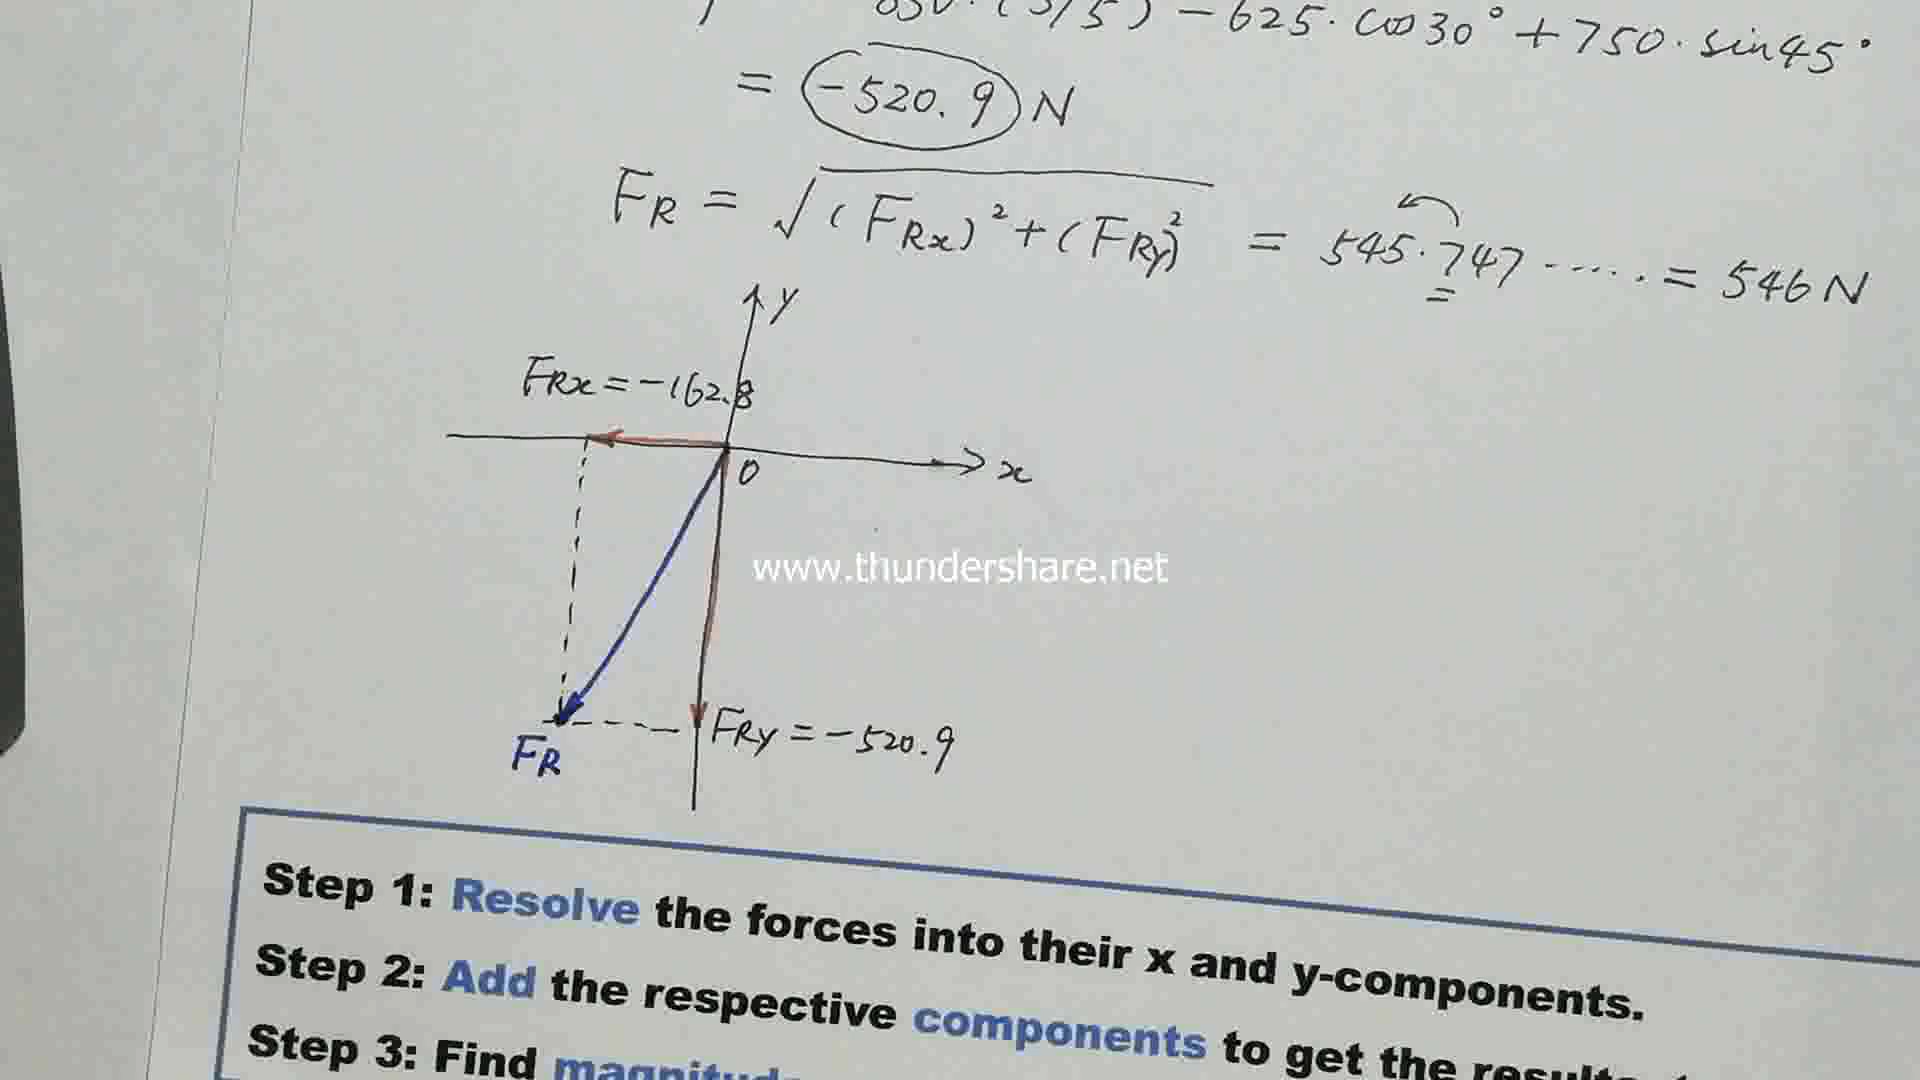 (3/5) - 625. cos30° + 750. sin45°
= -520.9 N
FR = √(FRx)² + (FRy)² = 545.747 ..... = 546 N
y
FRx = -162.8
O
x
www.thundershare.net
FRy = -520.9
FR
Step 1: Resolve the forces into their x and y-components.
Step 2: Add the respective components to get the
Step 3: Find